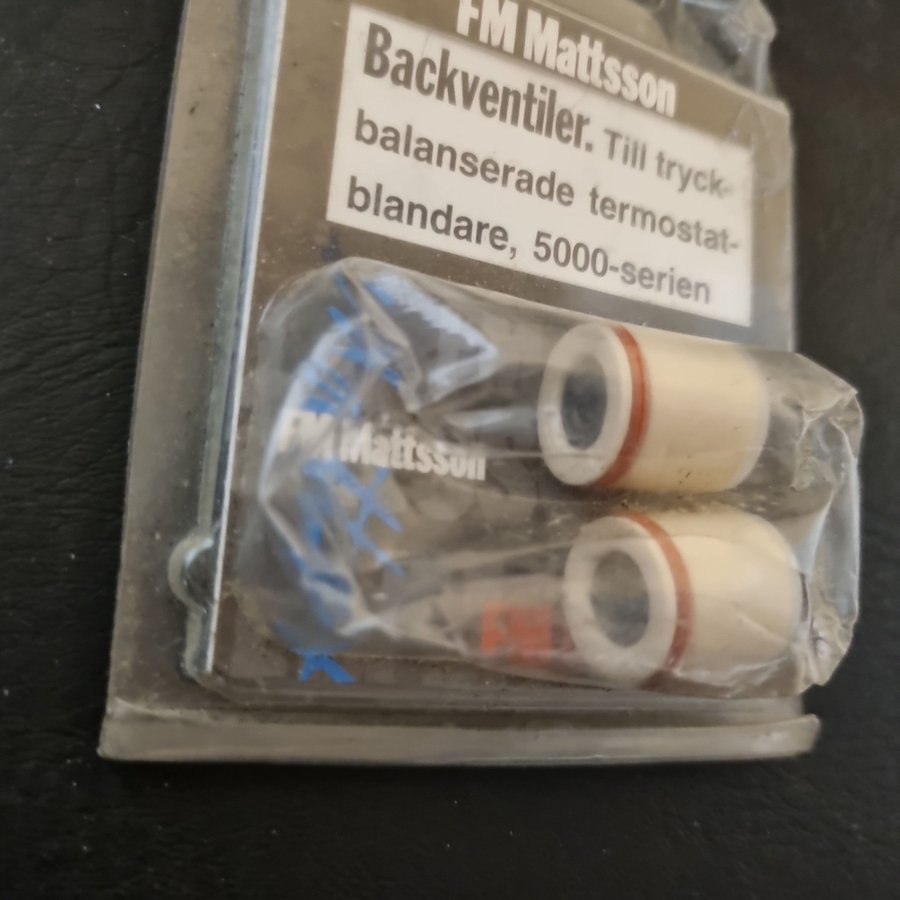 FM Mattsson
Backventiler. Till tryck-
balanserade termostat-
blandare, 5000-serien
FM Mattsson